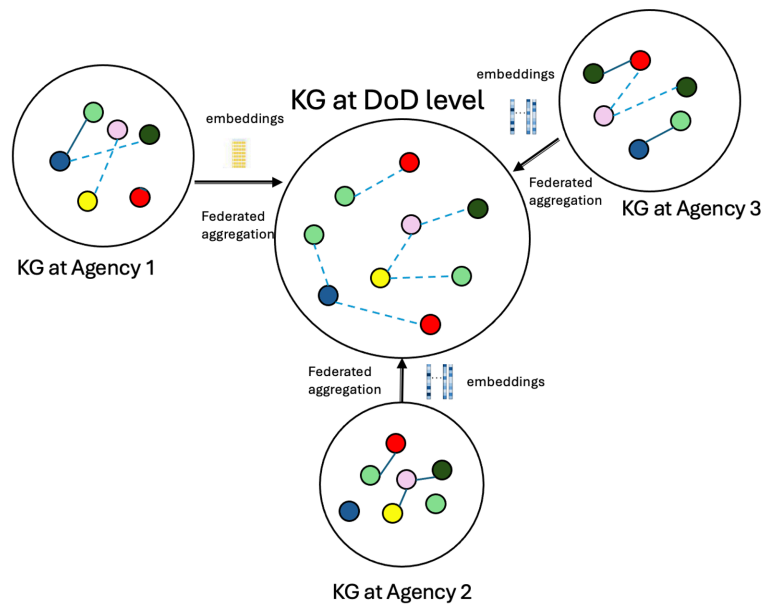 KG at DoD level
embeddings
Federated
aggregation
KG at Agency 1
embeddings
Federated
aggregation
KG at Agency 3
Federated
aggregation
embeddings
KG at Agency 2